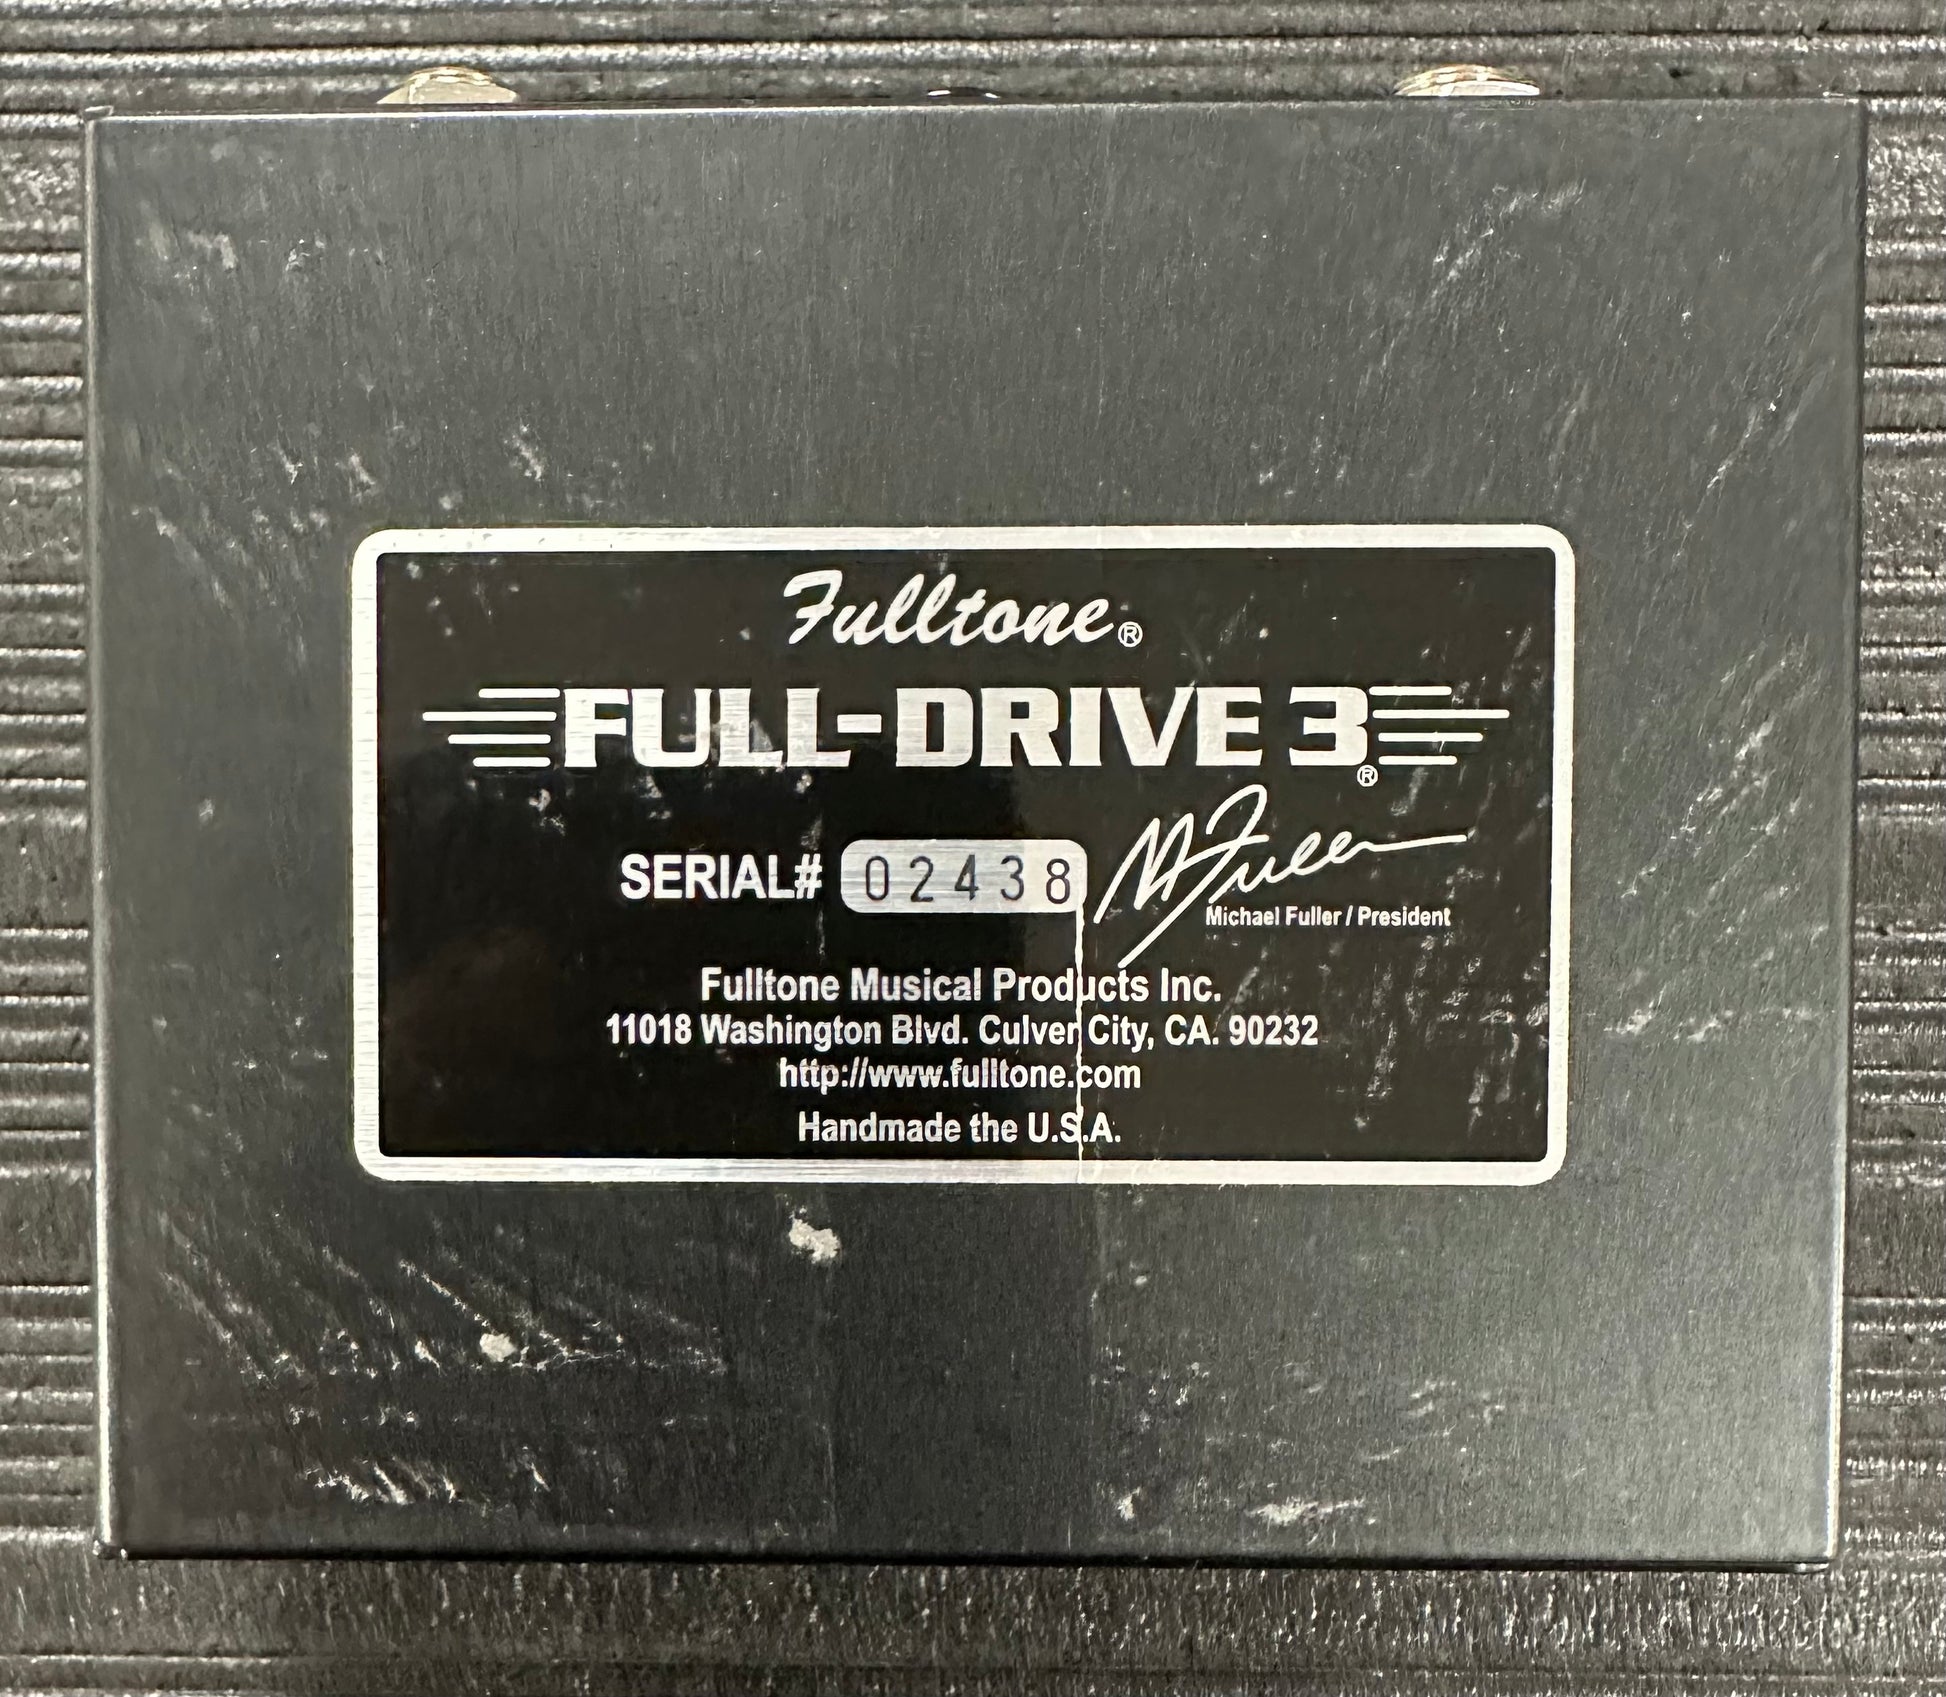 Fulltone®
FULL-DRIVE 3®
SERIAL# 02438
M Fuller
Michael Fuller / President
Fulltone Musical Products Inc.
11018 Washington Blvd. Culver City, CA. 90232
http://www.fulltone.com
Handmade the U.S.A.